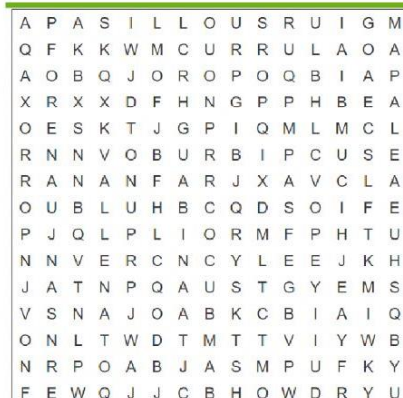 A P A S I L L O U S R U I G M
Q F K K W M C U R R U L A O A
A O B Q J O R O P O Q B I A P
X R X X D F H N G P P H B E A
O E S K T J G P I Q M L M C L
R N N V O B U R B I P C U S E
R A N A N F A R J X A V C L A
O U B L U H B C Q D S O I F E
P J Q L P L I O R M F P H T U
N N V E R C N C Y L E E J K H
J A T N P Q A U S T G Y E M S
V S N A J O A B K C B I A I Q
O N L T W D T M T T V I Y W B
N R P O A B J A S M P U F K Y
F E W Q J J C B H O W D R Y U